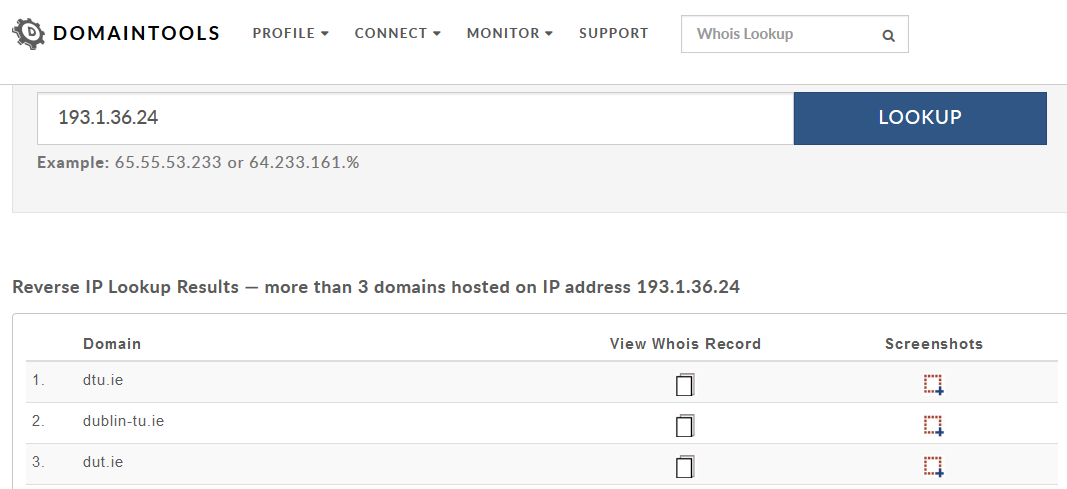 DOMAINTOOLS PROFILE CONNECT MONITOR SUPPORT Whois Lookup
193.1.36.24 LOOKUP
Example: 65.55.53.233 or 64.233.161.%
Reverse IP Lookup Results — more than 3 domains hosted on IP address 193.1.36.24
Domain View Whois Record Screenshots
1. dtu.ie
2. dublin-tu.ie
3. dut.ie